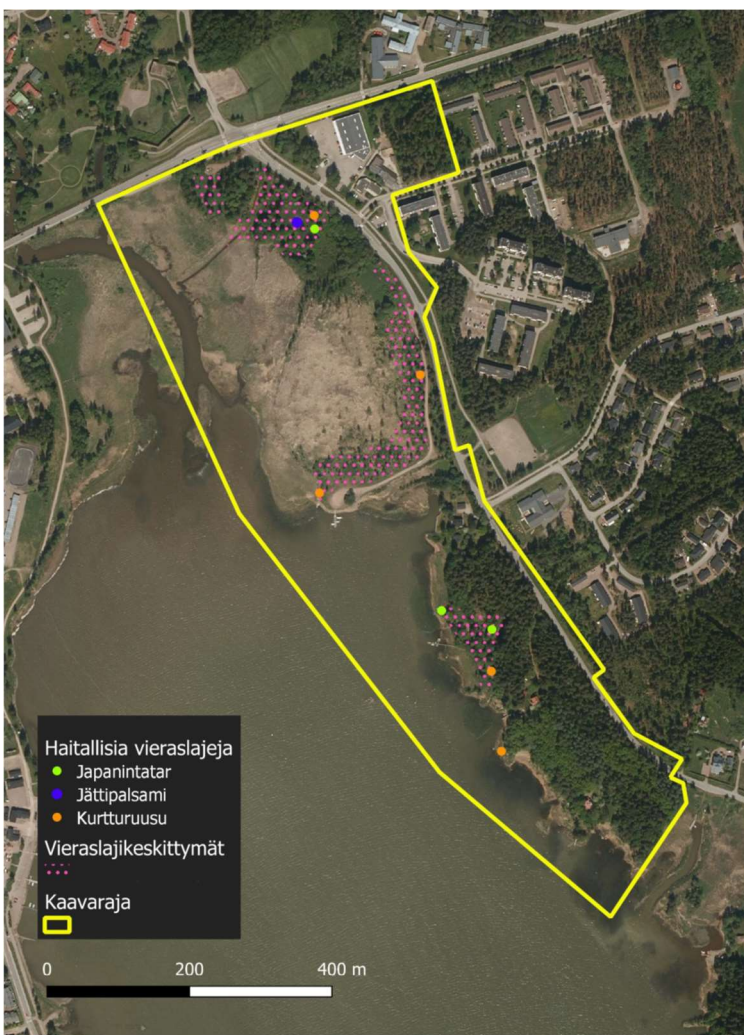 Haitallisia vieraslajeja
Japanintatar
Jättipalsami
Kurtturuusu
Vieraslajikeskittymät
Kaavaraja
0 200 400 m